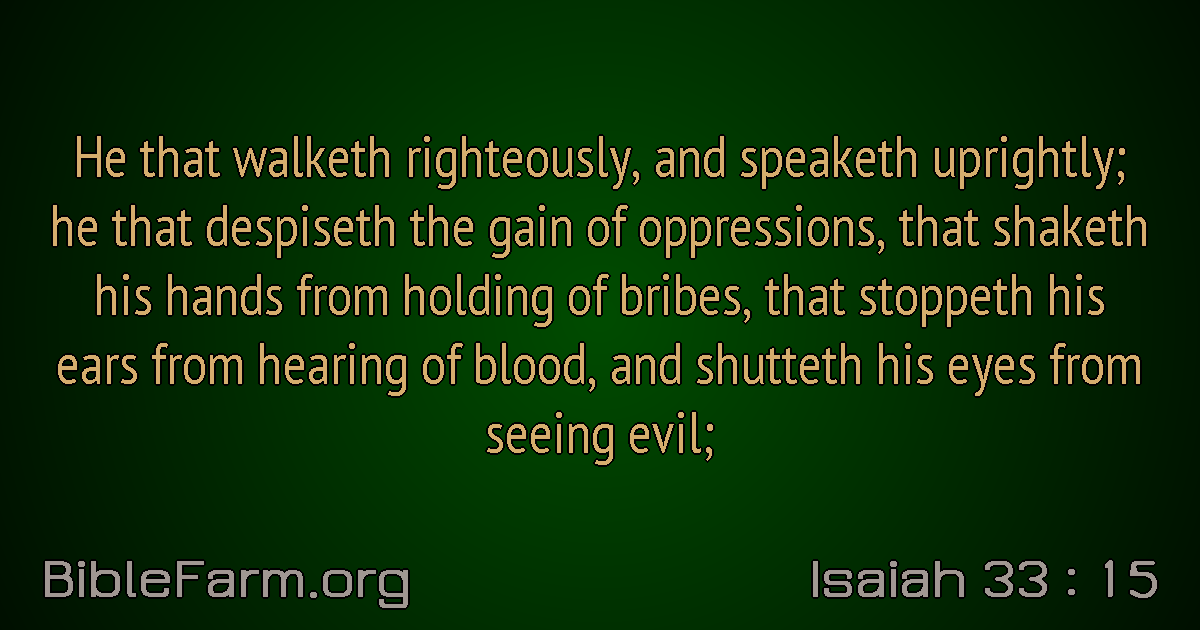 He that walketh righteously, and speaketh uprightly;
he that despiseth the gain of oppressions, that shaketh
his hands from holding of bribes, that stoppeth his
ears from hearing of blood, and shutteth his eyes from
seeing evil;
BibleFarm.org
Isaiah 33 : 15